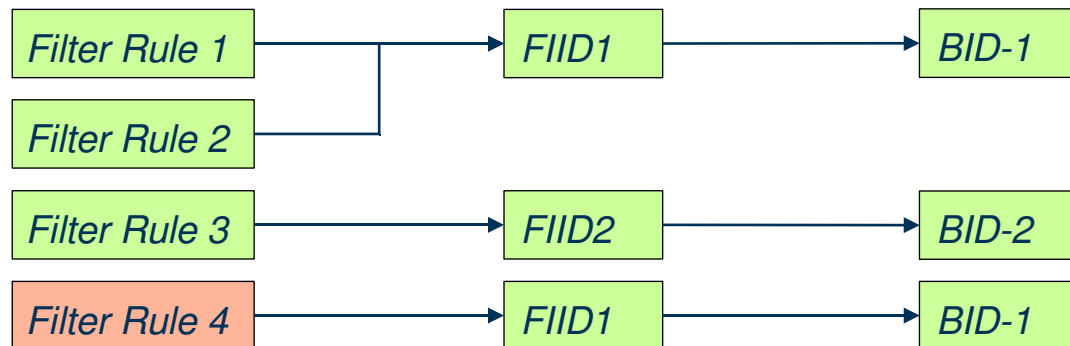 Filter Rule 1 FIID1 BID-1
Filter Rule 2
Filter Rule 3 FIID2 BID-2
Filter Rule 4 FIID1 BID-1